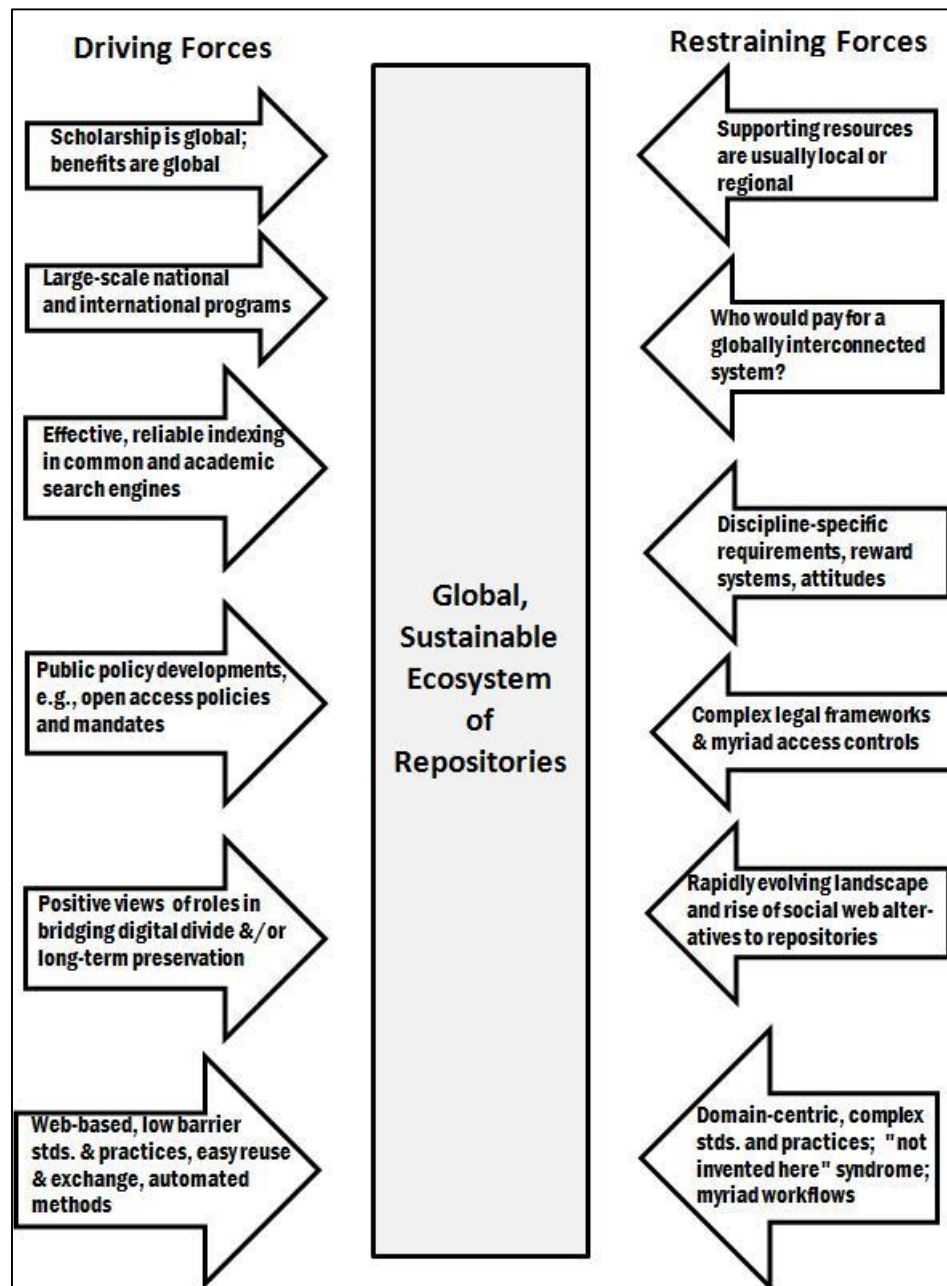 Driving Forces
Scholarship is global;
benefits are global
Large-scale national
and international programs
Effective, reliable indexing
in common and academic
search engines
Public policy developments,
e.g., open access policies
and mandates
Positive views of roles in
bridging digital divide &/or
long-term preservation
Web-based, low barrier
stds. & practices, easy reuse
& exchange, automated
methods
Global,
Sustainable
Ecosystem
of
Repositories
Restraining Forces
Supporting resources
are usually local or
regional
Who would pay for a
globally interconnected
system?
Discipline-specific
requirements, reward
systems, attitudes
Complex legal frameworks
& myriad access controls
Rapidly evolving landscape
and rise of social web alter-
atives to repositories
Domain-centric, complex
stds. and practices; "not
invented here" syndrome;
myriad workflows